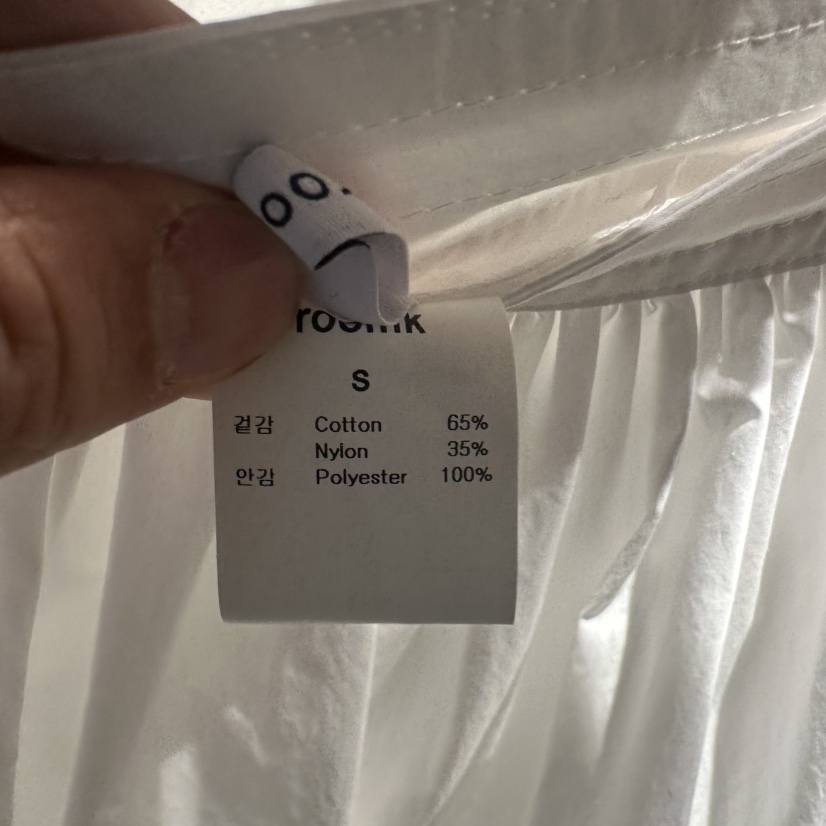 S
겉감 Cotton 65%
Nylon 35%
안감 Polyester 100%